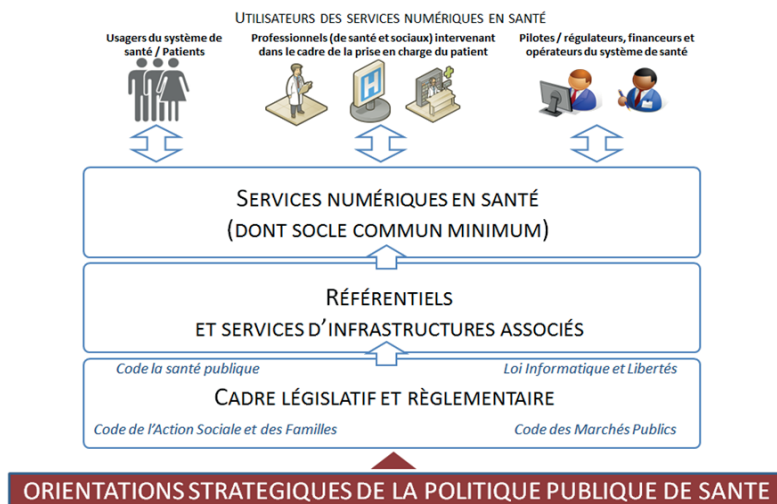 UTILISATEURS DES SERVICES NUMÉRIQUES EN SANTÉ
Usagers du système de
santé / Patients
Professionnels (de santé et sociaux) intervenant
dans le cadre de la prise en charge du patient
Pilotes / régulateurs, financeurs et
opérateurs du système de santé
H
SERVICES NUMÉRIQUES EN SANTÉ
(DONT SOCLE COMMUN MINIMUM)
RÉFÉRENTIELS
ET SERVICES D'INFRASTRUCTURES ASSOCIÉS
Code la santé publique
Loi Informatique et Libertés
CADRE LÉGISLATIF ET RÈGLEMENTAIRE
Code de l'Action Sociale et des Familles
Code des Marchés Publics
ORIENTATIONS STRATEGIQUES DE LA POLITIQUE PUBLIQUE DE SANTE